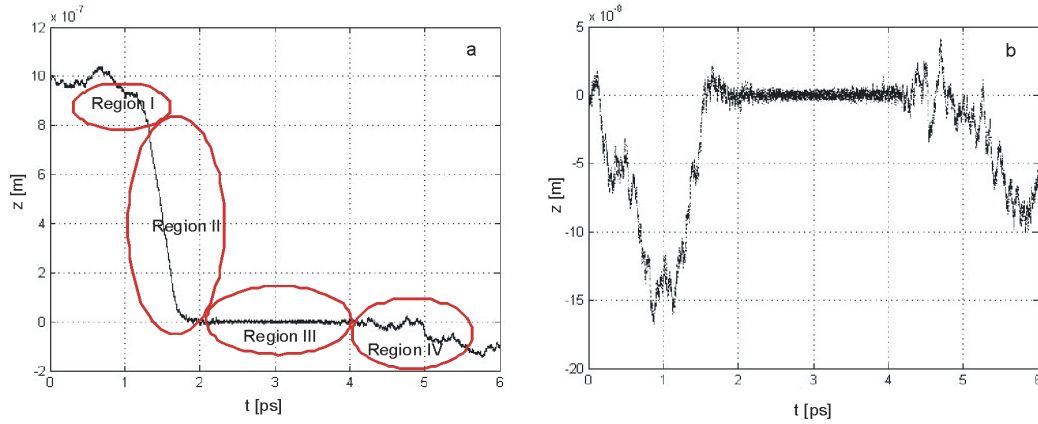 x 10⁻⁷
a
12
10
8
6
4
2
0
-2
z [m]
Region I
Region II
Region III
Region IV
0 1 2 3 4 5 6
t [ps]
x 10⁻⁸
b
5
0
-5
-10
-15
-20
z [m]
0 1 2 3 4 5 6
t [ps]